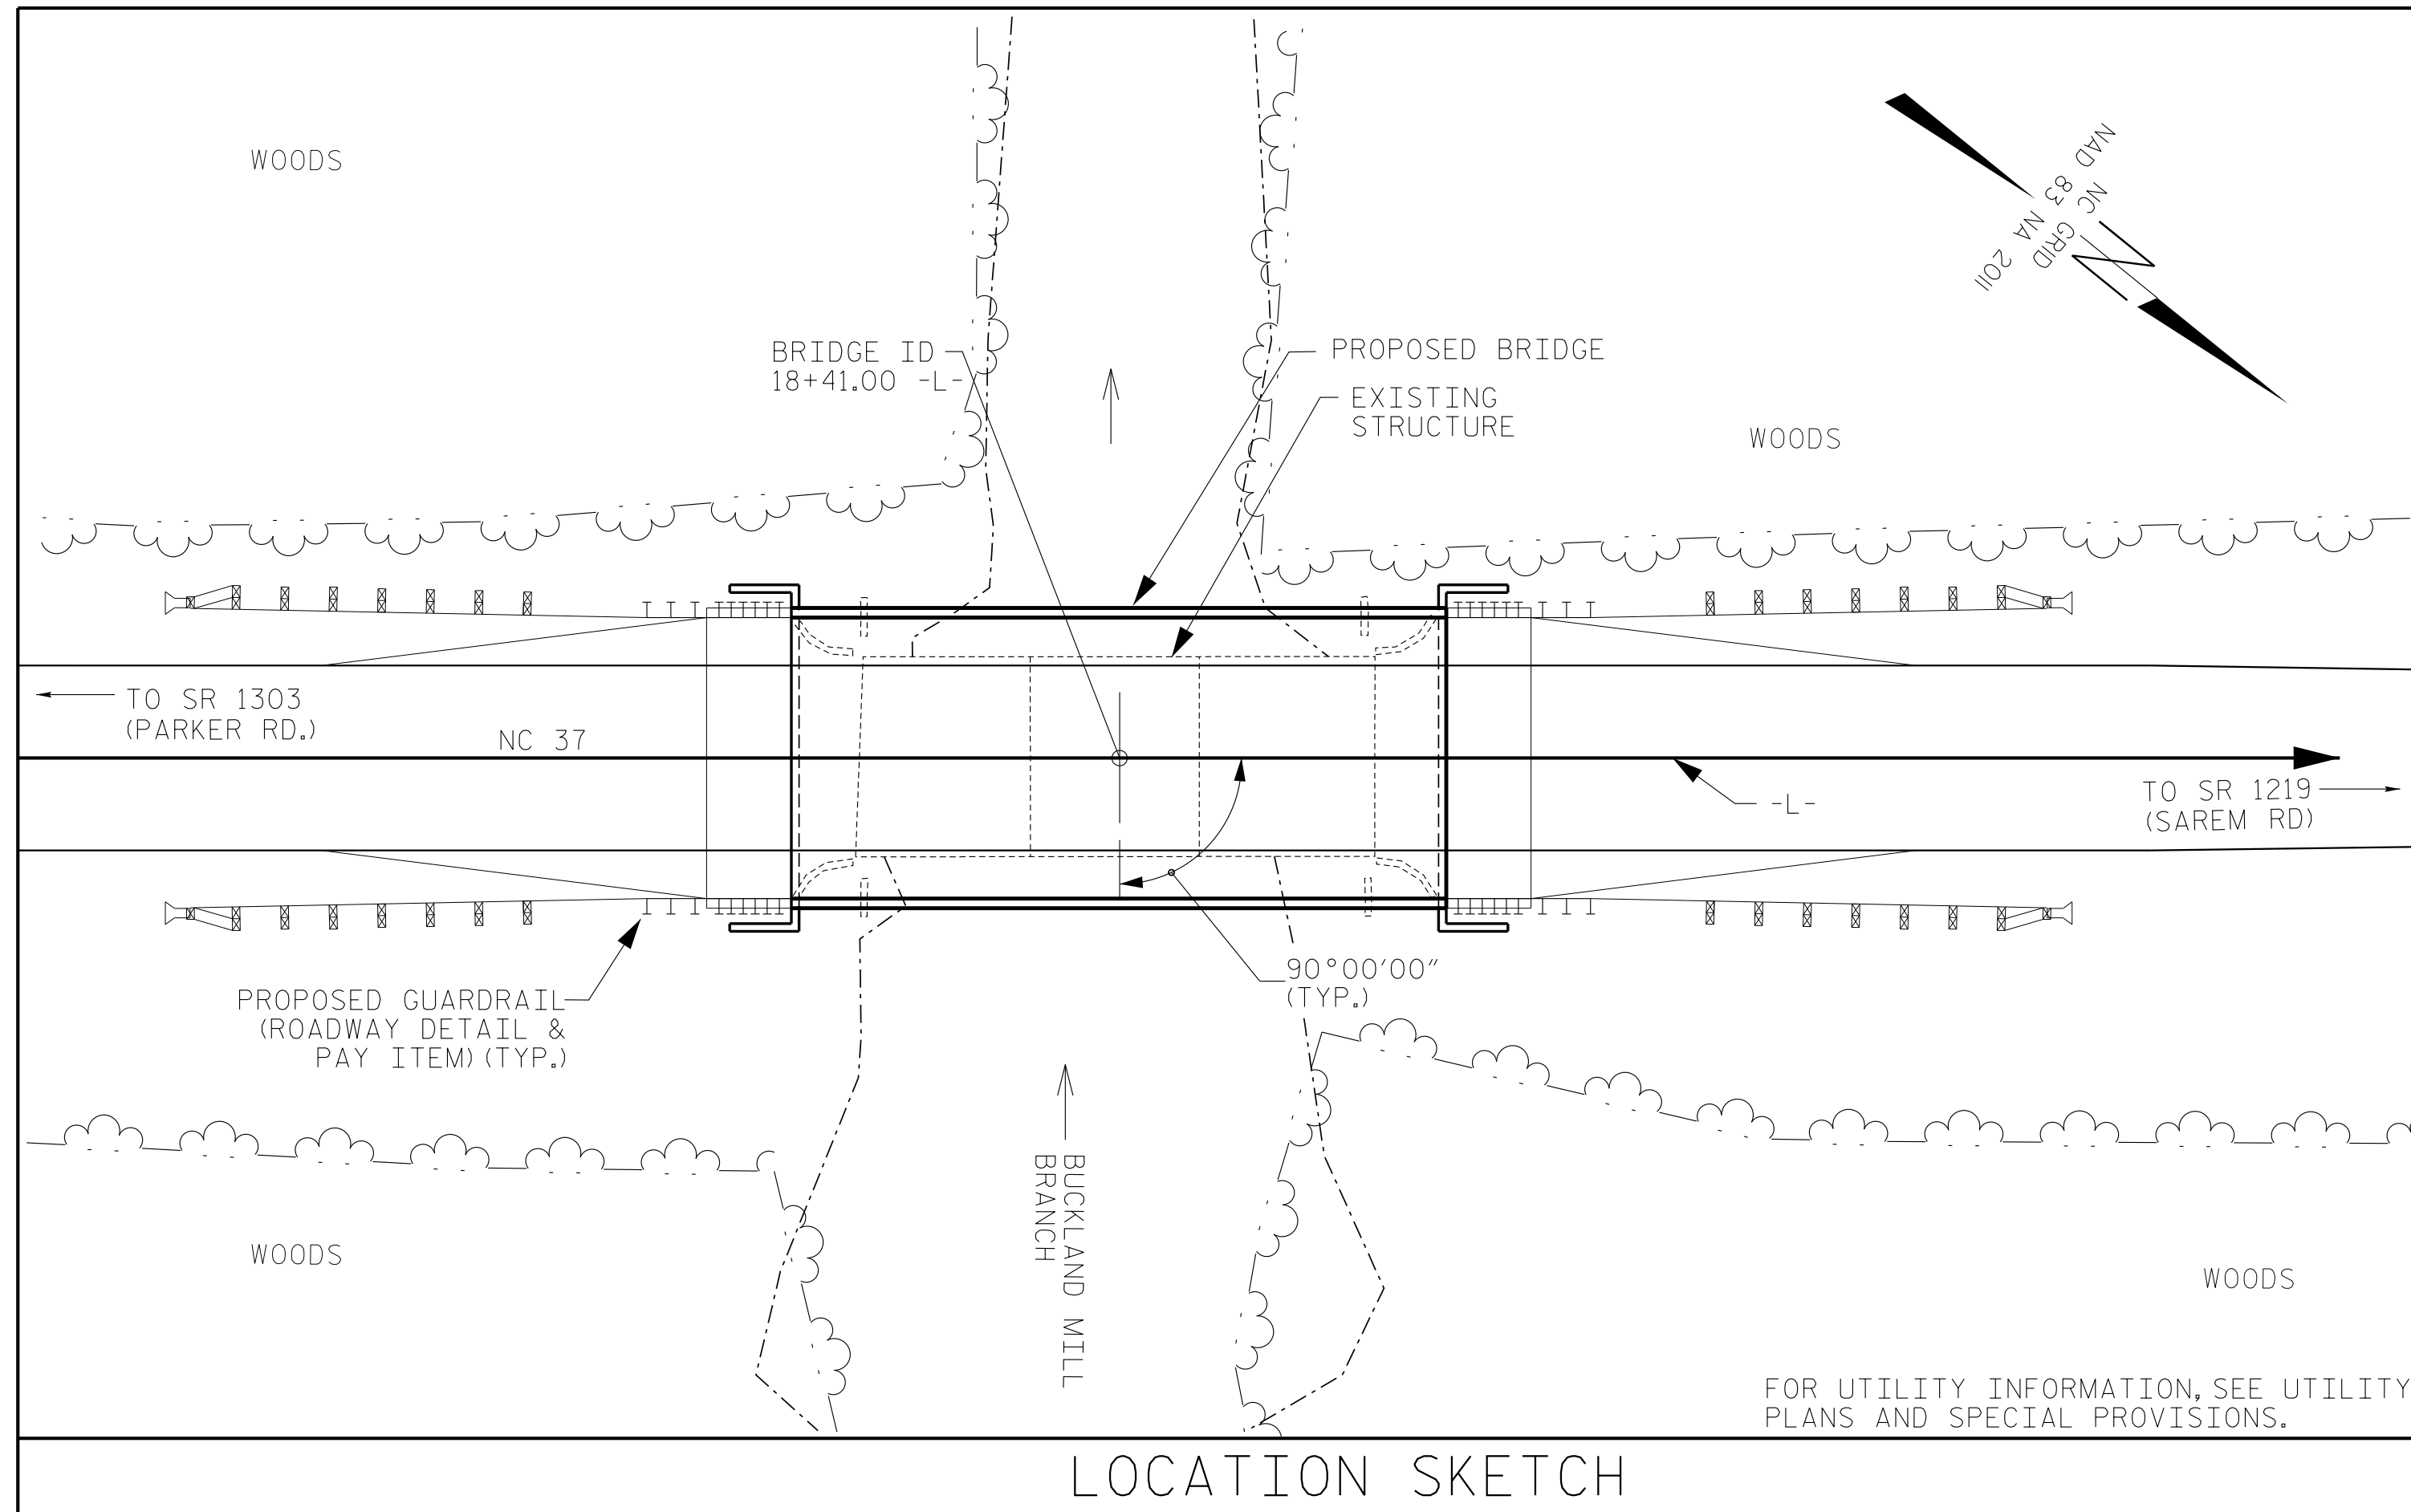 WOODS
NAD 83 NA 2011
NC GRID
N
BRIDGE ID
18+41.00 -L-
PROPOSED BRIDGE
EXISTING
STRUCTURE
WOODS
TO SR 1303
(PARKER RD.)
NC 37
-L-
TO SR 1219
(SAREM RD)
90°00'00"
(TYP.)
PROPOSED GUARDRAIL
(ROADWAY DETAIL &
PAY ITEM)(TYP.)
BUCKLAND MILL
BRANCH
WOODS
WOODS
FOR UTILITY INFORMATION, SEE UTILITY
PLANS AND SPECIAL PROVISIONS.
LOCATION SKETCH